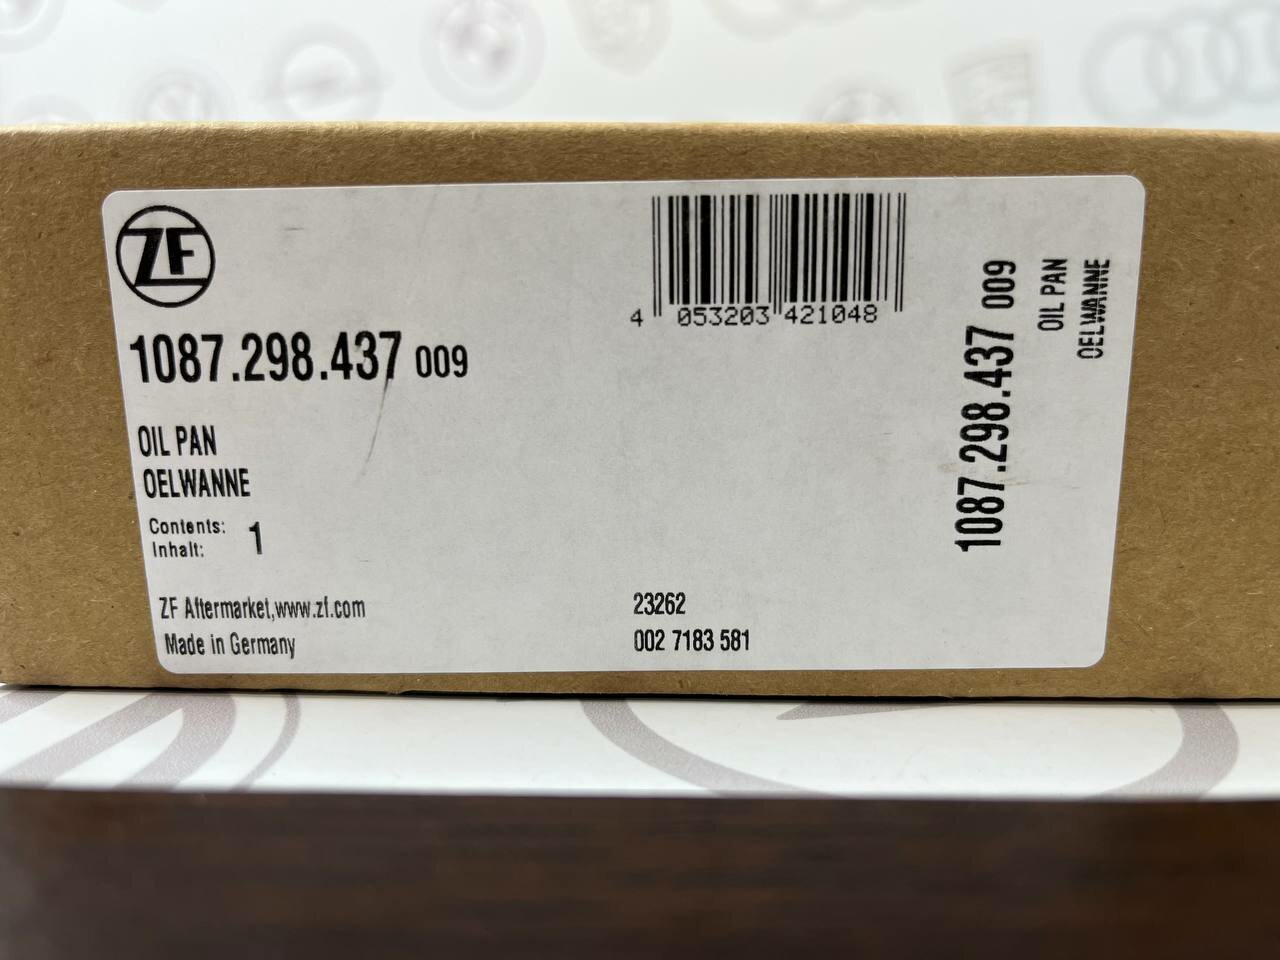 ZF
1087.298.437 009
OIL PAN
OELWANNE
Contents:
Inhalt: 1
ZF Aftermarket,www.zf.com
Made in Germany
4 053203 421048
23262
002 7183 581
1087.298.437 009
OIL PAN
OELWANNE